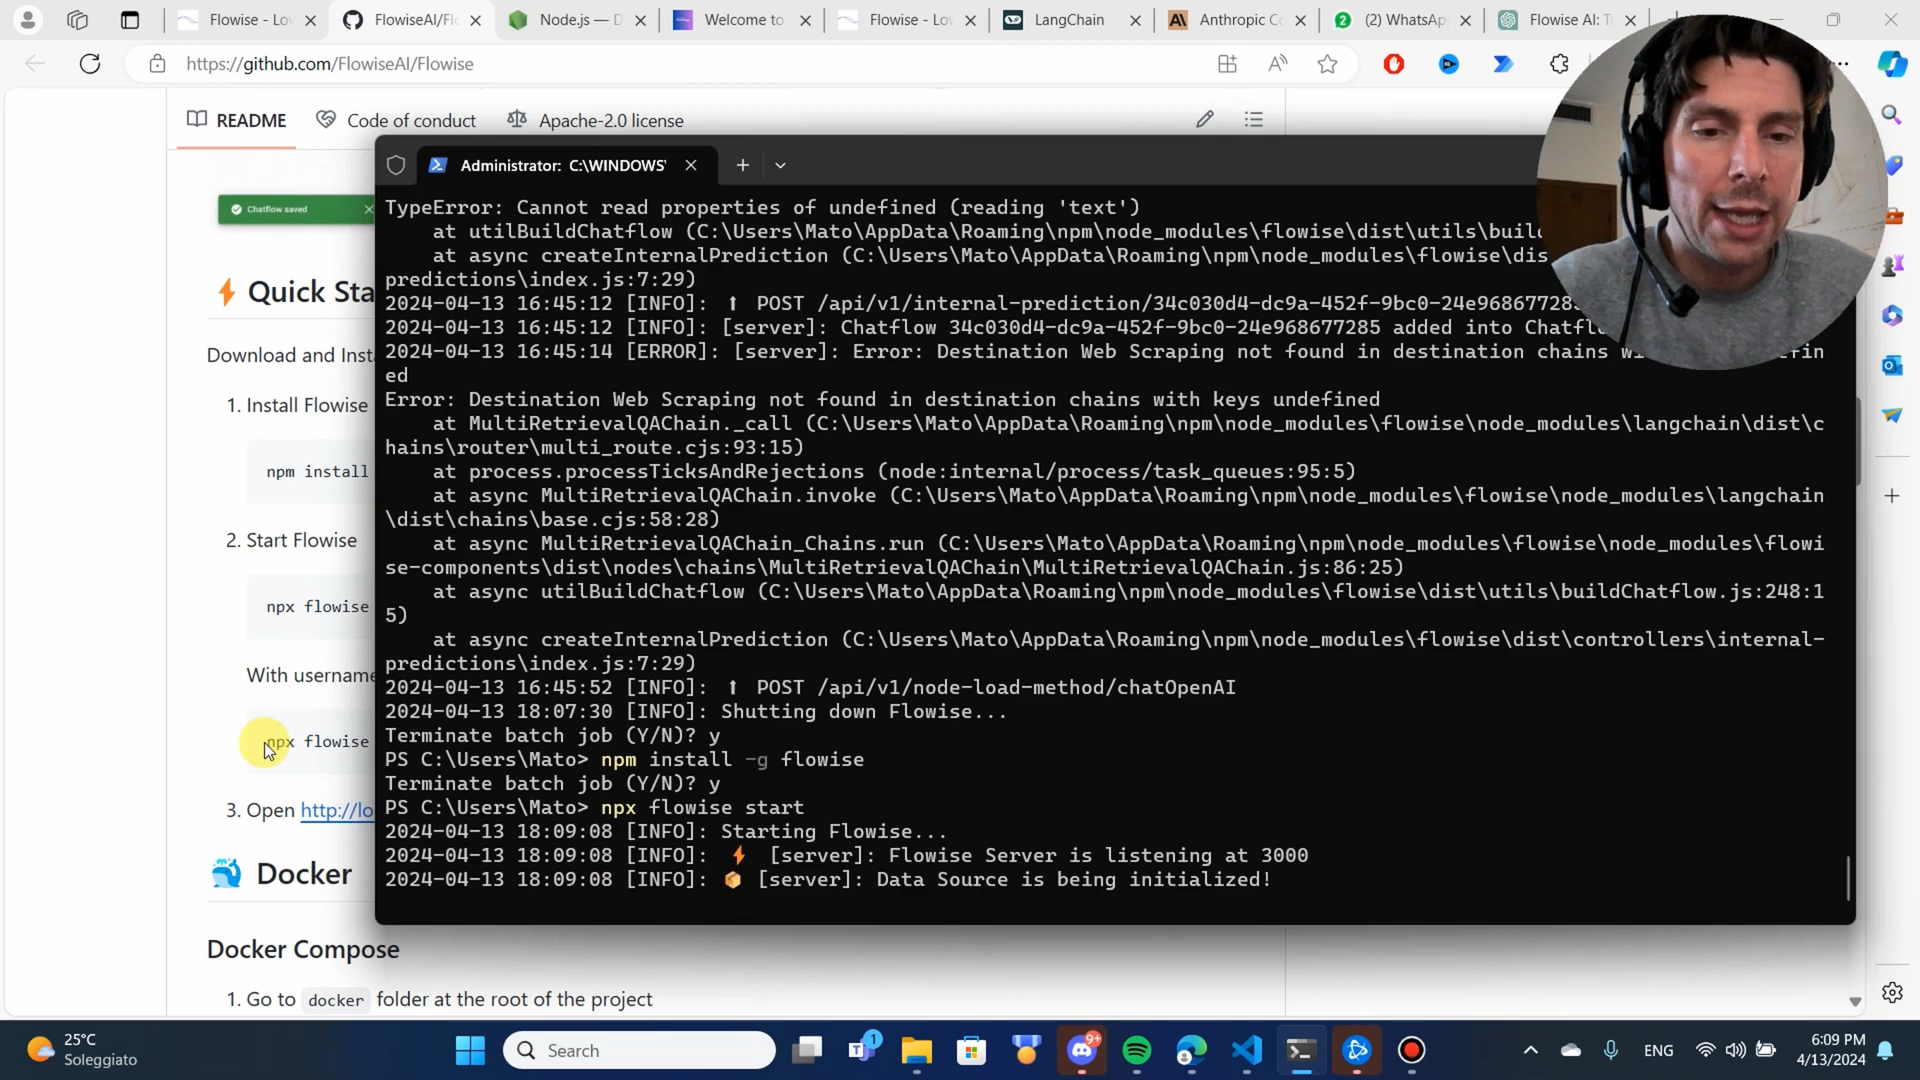 Flowise - Lov
FlowiseAI/Fl
Node.js — D
Welcome to
Flowise - Lov
LangChain
Anthropic Co
(2) WhatsAp
Flowise AI: T
https://github.com/FlowiseAI/Flowise
README
Code of conduct
Apache-2.0 license
Administrator: C:\WINDOWS'
Chatflow saved
Quick Sta
Download and Insta
1. Install Flowise
npm install
2. Start Flowise
npx flowise
With username
npx flowise
3. Open http://lo
Docker
Docker Compose
1. Go to docker folder at the root of the project
TypeError: Cannot read properties of undefined (reading 'text')
at utilBuildChatflow (C:\Users\Mato\AppData\Roaming\npm\node_modules\flowise\dist\utils\buil
at async createInternalPrediction (C:\Users\Mato\AppData\Roaming\npm\node_modules\flowise\dis
predictions\index.js:7:29)
2024-04-13 16:45:12 [INFO]: ⬆ POST /api/v1/internal-prediction/34c030d4-dc9a-452f-9bc0-24e968677285
2024-04-13 16:45:12 [INFO]: [server]: Chatflow 34c030d4-dc9a-452f-9bc0-24e968677285 added into Chatfl
2024-04-13 16:45:14 [ERROR]: [server]: Error: Destination Web Scraping not found in destination chains
ed
Error: Destination Web Scraping not found in destination chains with keys undefined
at MultiRetrievalQAChain._call (C:\Users\Mato\AppData\Roaming\npm\node_modules\flowise\node_modules\langchain\dist\c
hains\router\multi_route.cjs:93:15)
at process.processTicksAndRejections (node:internal/process/task_queues:95:5)
at async MultiRetrievalQAChain.invoke (C:\Users\Mato\AppData\Roaming\npm\node_modules\flowise\node_modules\langchain
\dist\chains\base.cjs:58:28)
at async MultiRetrievalQAChain_Chains.run (C:\Users\Mato\AppData\Roaming\npm\node_modules\flowise\node_modules\flowi
se-components\dist\nodes\chains\MultiRetrievalQAChain\MultiRetrievalQAChain.js:86:25)
at async utilBuildChatflow (C:\Users\Mato\AppData\Roaming\npm\node_modules\flowise\dist\utils\buildChatflow.js:248:1
5)
at async createInternalPrediction (C:\Users\Mato\AppData\Roaming\npm\node_modules\flowise\dist\controllers\internal-
predictions\index.js:7:29)
2024-04-13 16:45:52 [INFO]: ⬆ POST /api/v1/node-load-method/chatOpenAI
2024-04-13 18:07:30 [INFO]: Shutting down Flowise...
Terminate batch job (Y/N)? y
PS C:\Users\Mato> npm install -g flowise
Terminate batch job (Y/N)? y
PS C:\Users\Mato> npx flowise start
2024-04-13 18:09:08 [INFO]: Starting Flowise...
2024-04-13 18:09:08 [INFO]: ⚡ [server]: Flowise Server is listening at 3000
2024-04-13 18:09:08 [INFO]: 📦 [server]: Data Source is being initialized!
25°C
Soleggiato
Search
1
9+
ENG
6:09 PM
4/13/2024